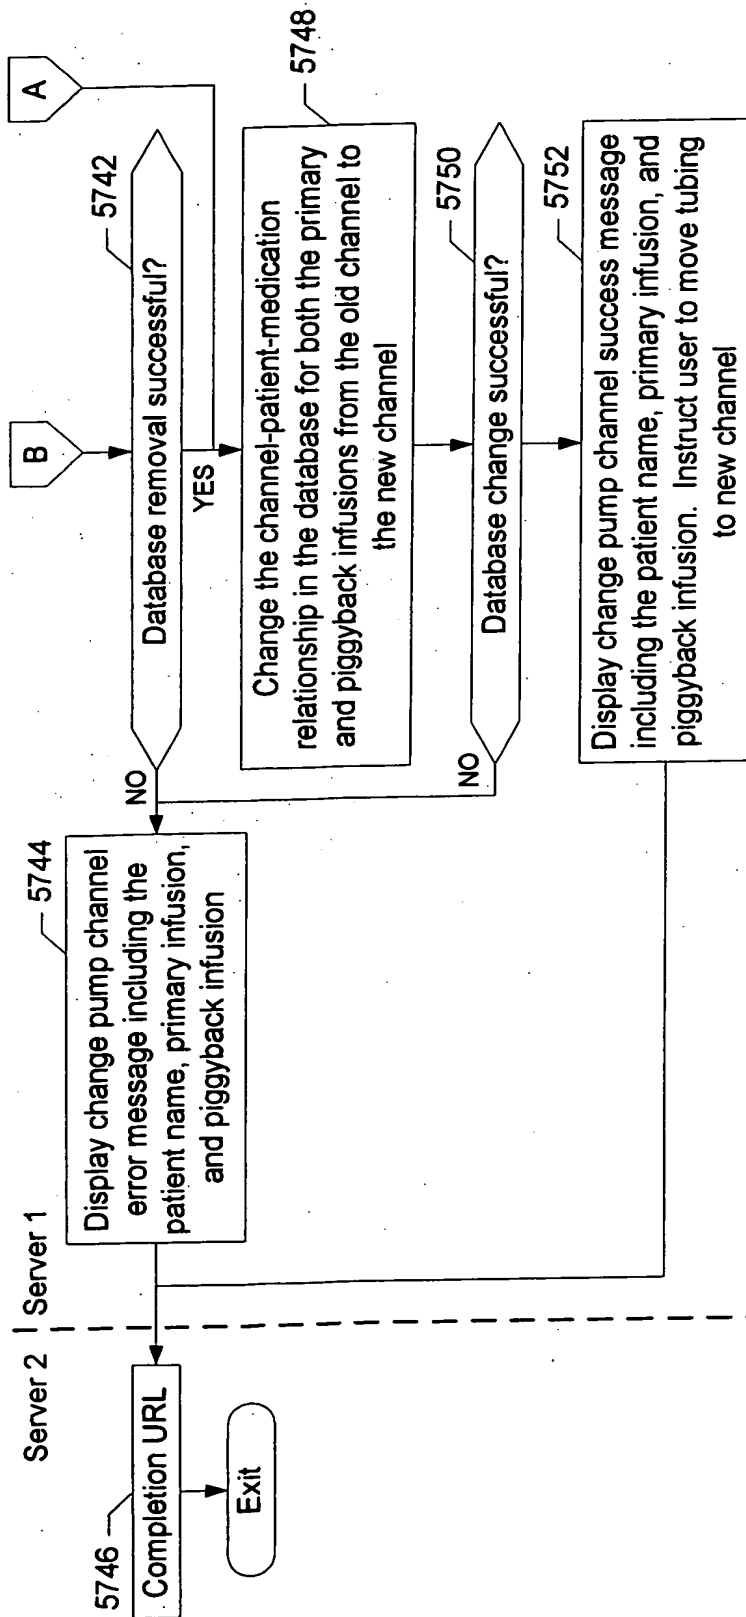 Server 2
Server 1
5746
Completion URL
Exit
5744
Display change pump channel
error message including the
patient name, primary infusion,
and piggyback infusion
B
A
5742
Database removal successful?
NO
YES
5748
Change the channel-patient-medication
relationship in the database for both the primary
and piggyback infusions from the old channel to
the new channel
5750
Database change successful?
NO
5752
Display change pump channel success message
including the patient name, primary infusion, and
piggyback infusion. Instruct user to move tubing
to new channel